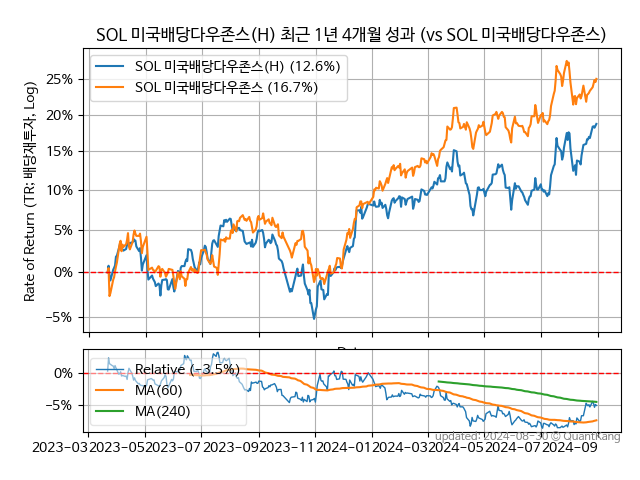 SOL 미국배당다우존스(H) 최근 1년 4개월 성과 (vs SOL 미국배당다우존스)
Rate of Return (TR: 배당재투자, Log)
25%
20%
15%
10%
5%
0%
−5%
SOL 미국배당다우존스(H) (12.6%)
SOL 미국배당다우존스 (16.7%)
0%
−5%
Relative (−3.5%)
MA(60)
MA(240)
updated: 2024-08-30 © QuantKang
2023-03 2023-05 2023-07 2023-09 2023-11 2024-01 2024-03 2024-05 2024-07 2024-09